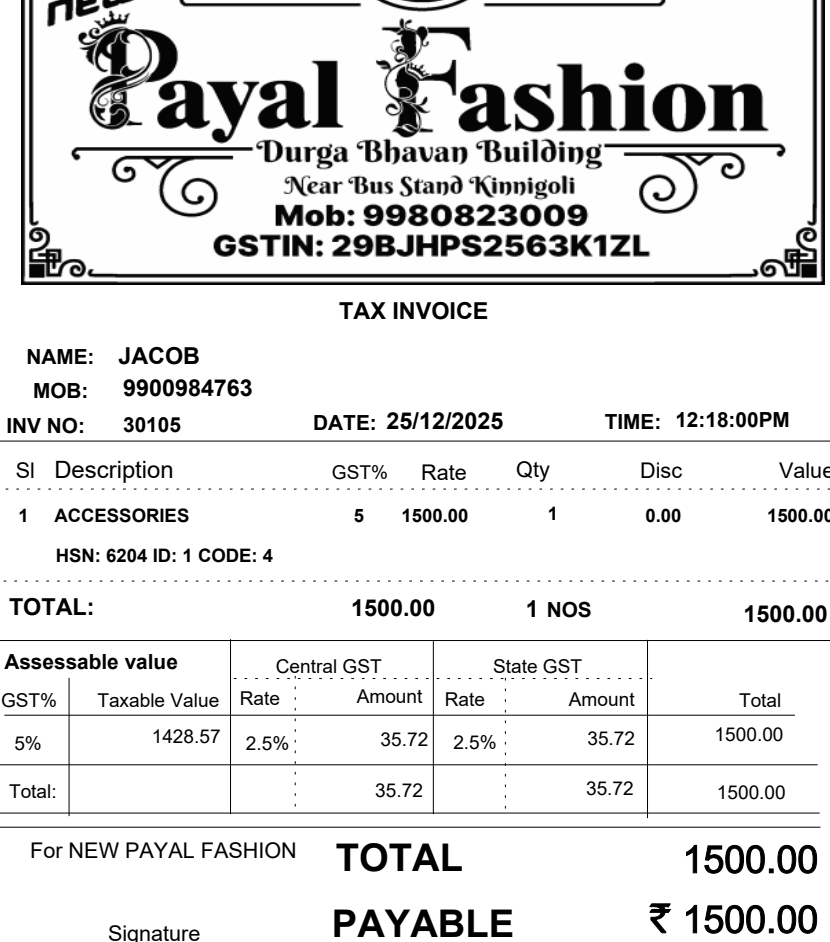 new
Payal Fashion
Durga Bhavan Building
Near Bus Stand Kinnigoli
Mob: 9980823009
GSTIN: 29BJHPS2563K1ZL
TAX INVOICE
NAME: JACOB
MOB: 9900984763
INV NO: 30105 DATE: 25/12/2025 TIME: 12:18:00PM
Sl Description GST% Rate Qty Disc Value
1 ACCESSORIES 5 1500.00 1 0.00 1500.00
HSN: 6204 ID: 1 CODE: 4
TOTAL: 1500.00 1 NOS 1500.00
Assessable value Central GST State GST
GST% Taxable Value Rate Amount Rate Amount Total
5% 1428.57 2.5% 35.72 2.5% 35.72 1500.00
Total: 35.72 35.72 1500.00
For NEW PAYAL FASHION TOTAL 1500.00
Signature PAYABLE ₹ 1500.00